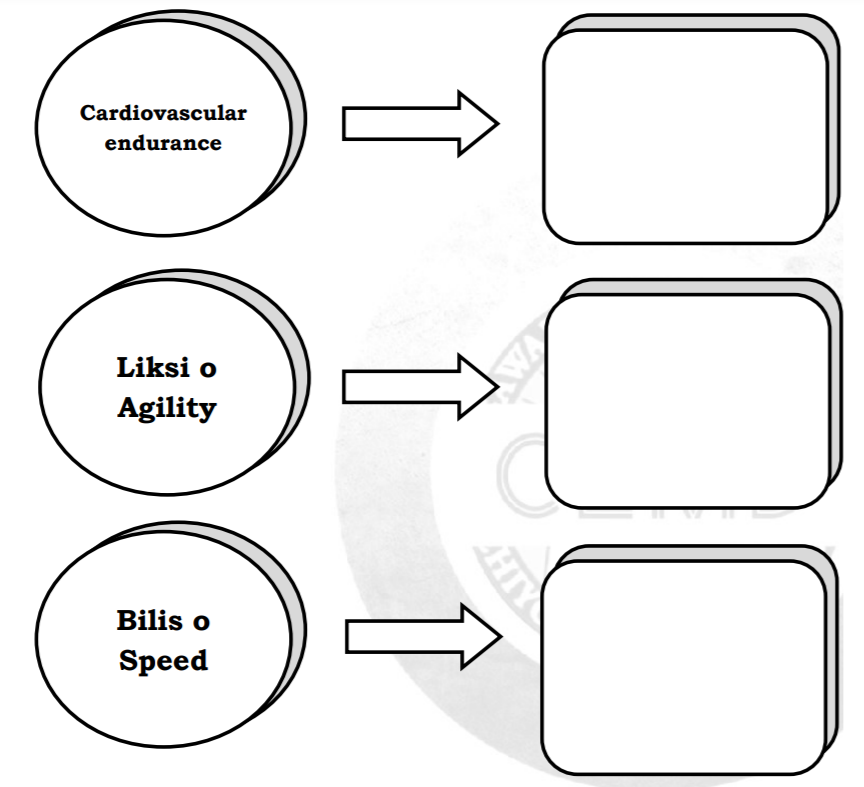 Cardiovascular
endurance
Liksi o
Agility
Bilis o
Speed